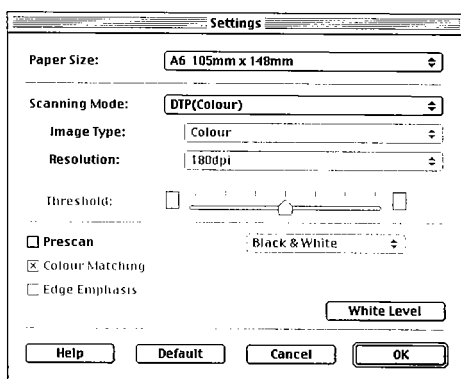 Settings
Paper Size: A6 105mm x 148mm
Scanning Mode: DTP(Colour)
Image Type: Colour
Resolution: 180dpi
Threshold:
Prescan Black & White
Colour Matching
Edge Emphasis
White Level
Help Default Cancel OK